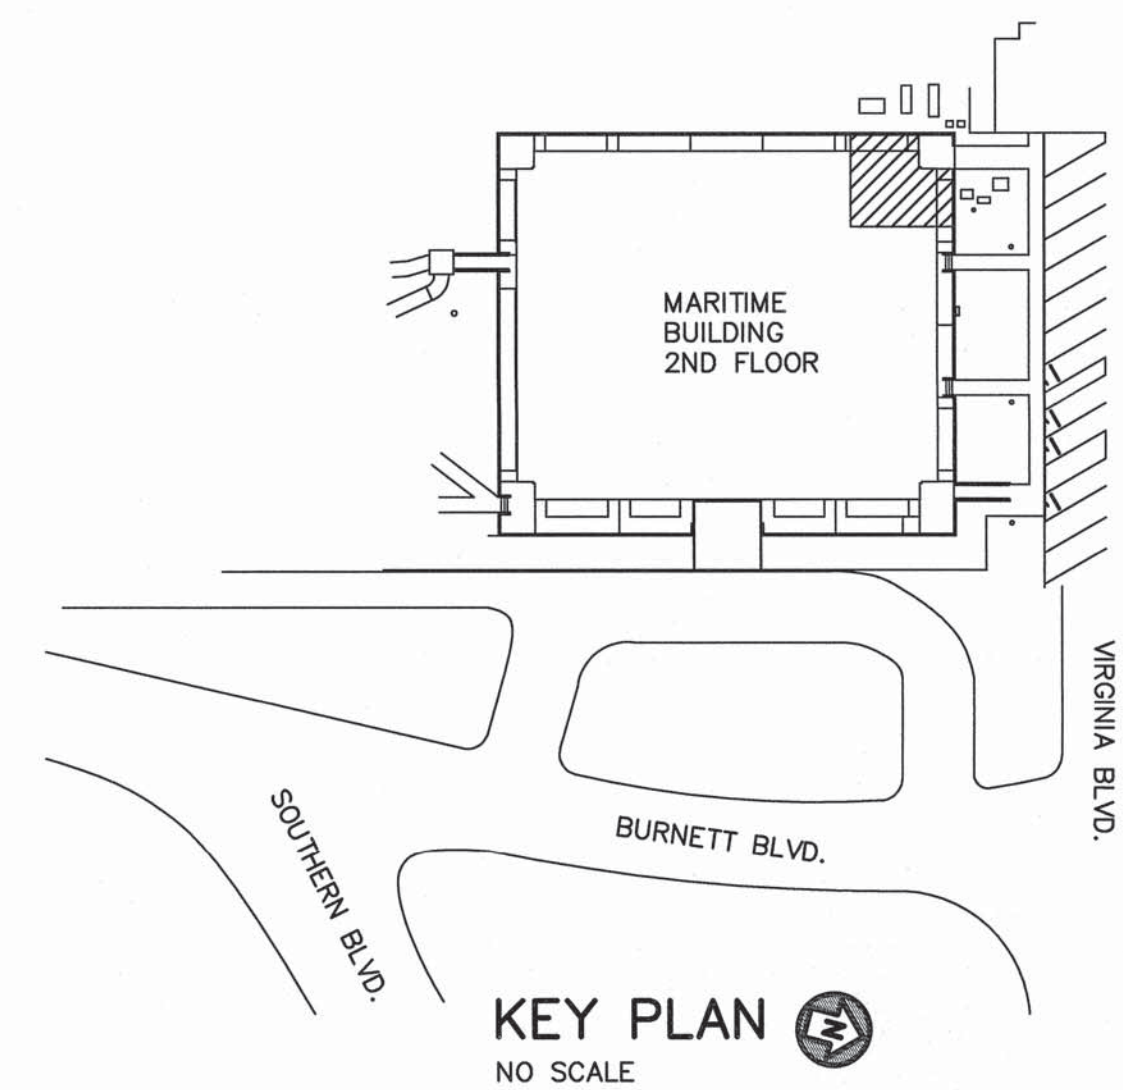 MARITIME
BUILDING
2ND FLOOR
VIRGINIA BLVD.
BURNETT BLVD.
SOUTHERN BLVD.
KEY PLAN
N
NO SCALE